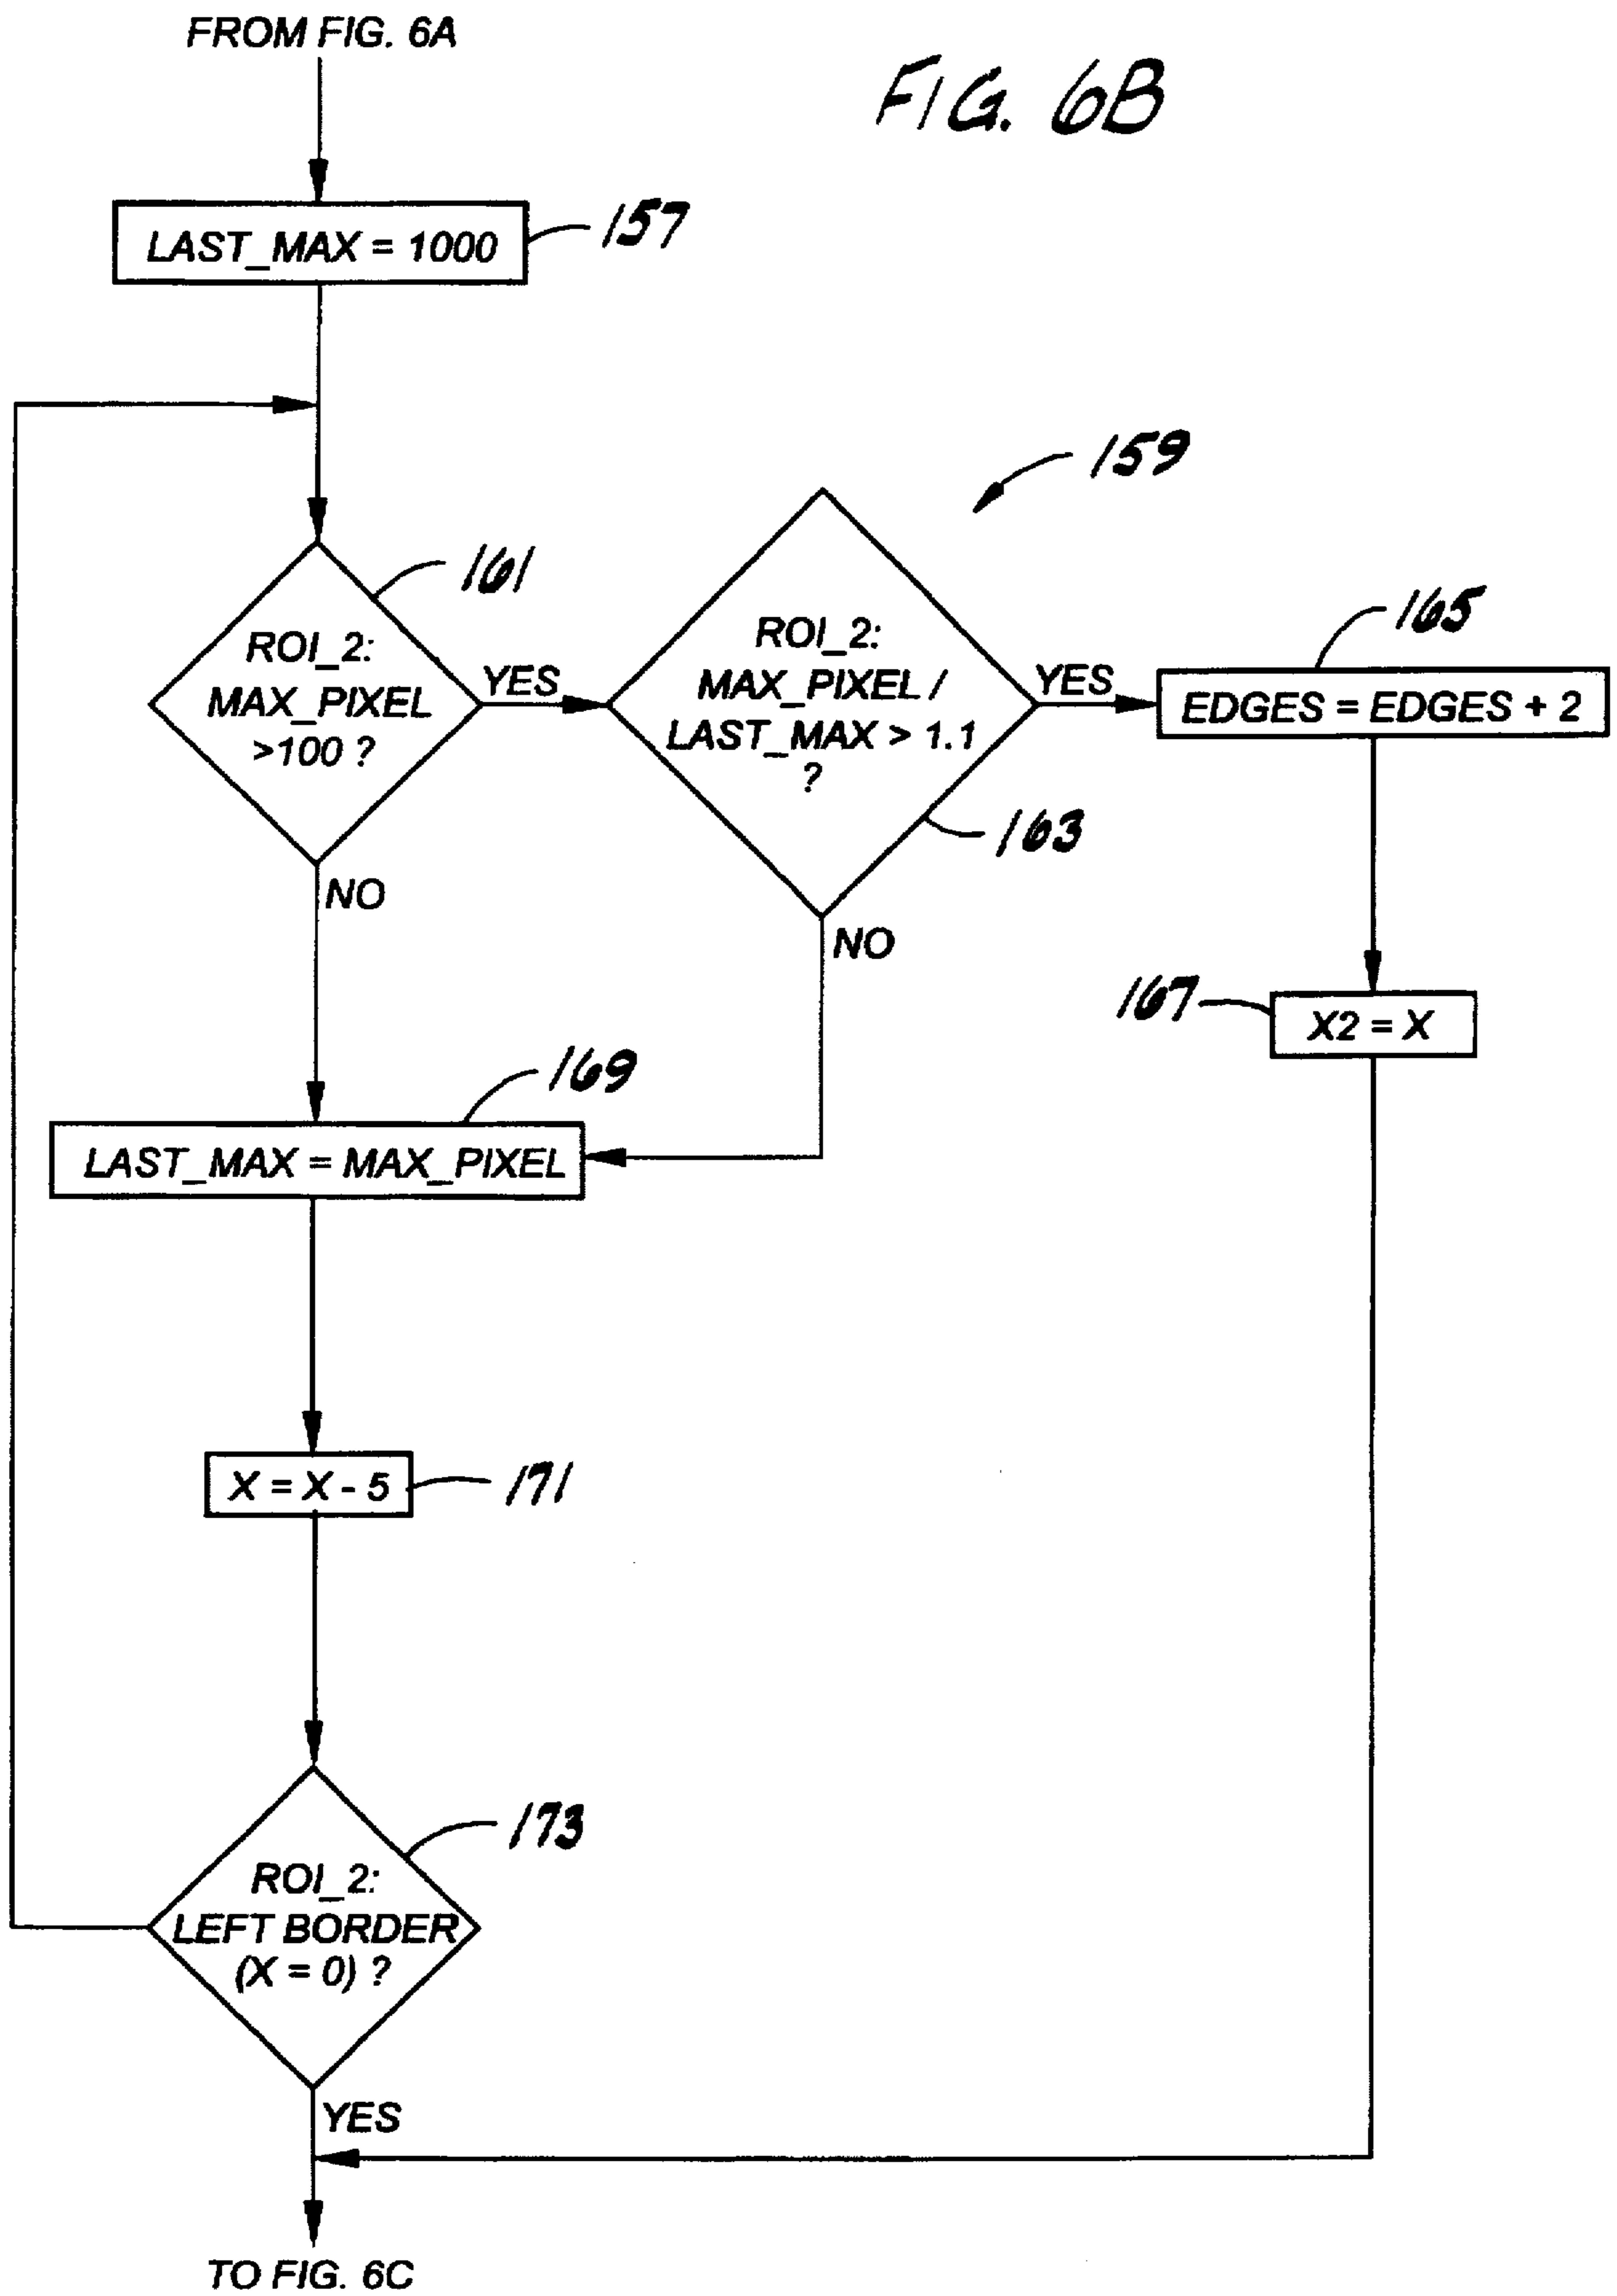 FROM FIG. 6A
FIG. 6B
LAST_MAX = 1000
157
159
161
ROI_2:
MAX_PIXEL
>100 ?
YES
NO
ROI_2:
MAX_PIXEL /
LAST_MAX > 1.1
?
163
YES
NO
165
EDGES = EDGES + 2
167
X2 = X
169
LAST_MAX = MAX_PIXEL
X = X - 5
171
173
ROI_2:
LEFT BORDER
(X = 0) ?
YES
TO FIG. 6C